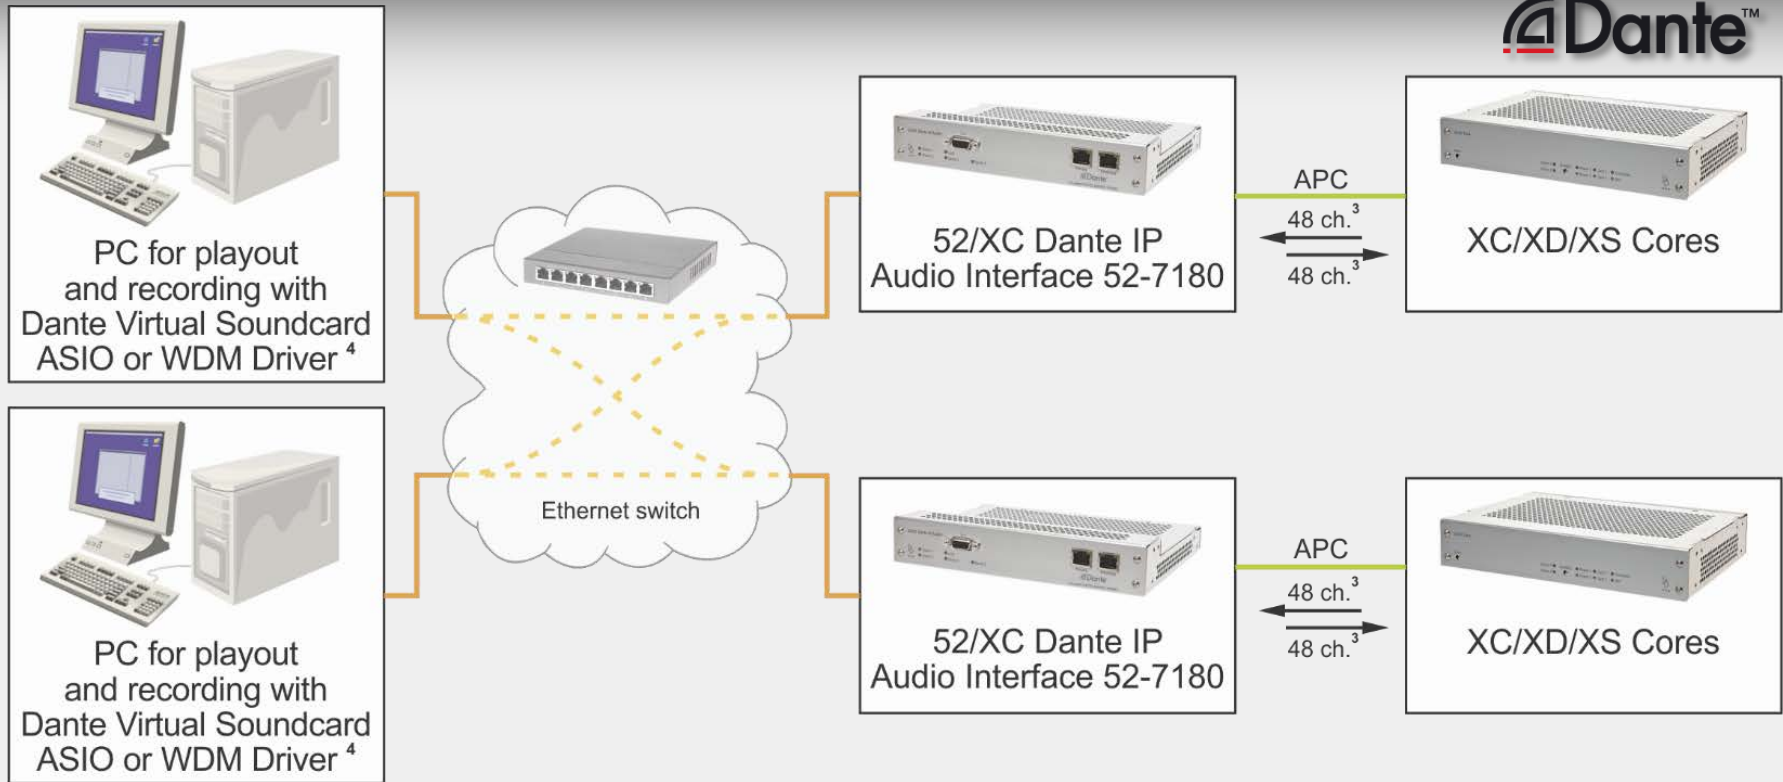 Dante™
PC for playout
and recording with
Dante Virtual Soundcard
ASIO or WDM Driver 4
52/XC Dante IP
Audio Interface 52-7180
APC
48 ch.3
48 ch.3
XC/XD/XS Cores
Ethernet switch
PC for playout
and recording with
Dante Virtual Soundcard
ASIO or WDM Driver 4
52/XC Dante IP
Audio Interface 52-7180
APC
48 ch.3
48 ch.3
XC/XD/XS Cores
Dante
Dante